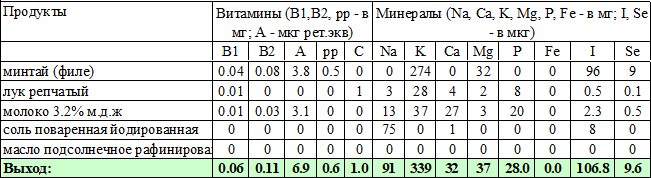 Продукты Витамины (B1,B2, pp - в Минералы (Na, Ca, K, Mg, P, Fe - в мг; I, Se
мг; A - мкг рет.экв) - в мкг)
B1 B2 A pp C Na K Ca Mg P Fe I Se
минтай (филе) 0.04 0.08 3.8 0.5 0 0 274 0 32 0 0 96 9
лук репчатый 0.01 0 0 0 1 3 28 4 2 8 0 0.5 0.1
молоко 3.2% м.д.ж 0.01 0.03 3.1 0 0 13 37 27 3 20 0 2.3 0.5
соль поваренная йодированная 0 0 0 0 0 75 0 1 0 0 0 8 0
масло подсолнечное рафинирова 0 0 0 0 0 0 0 0 0 0 0 0 0
Выход: 0.06 0.11 6.9 0.6 1.0 91 339 32 37 28.0 0.0 106.8 9.6